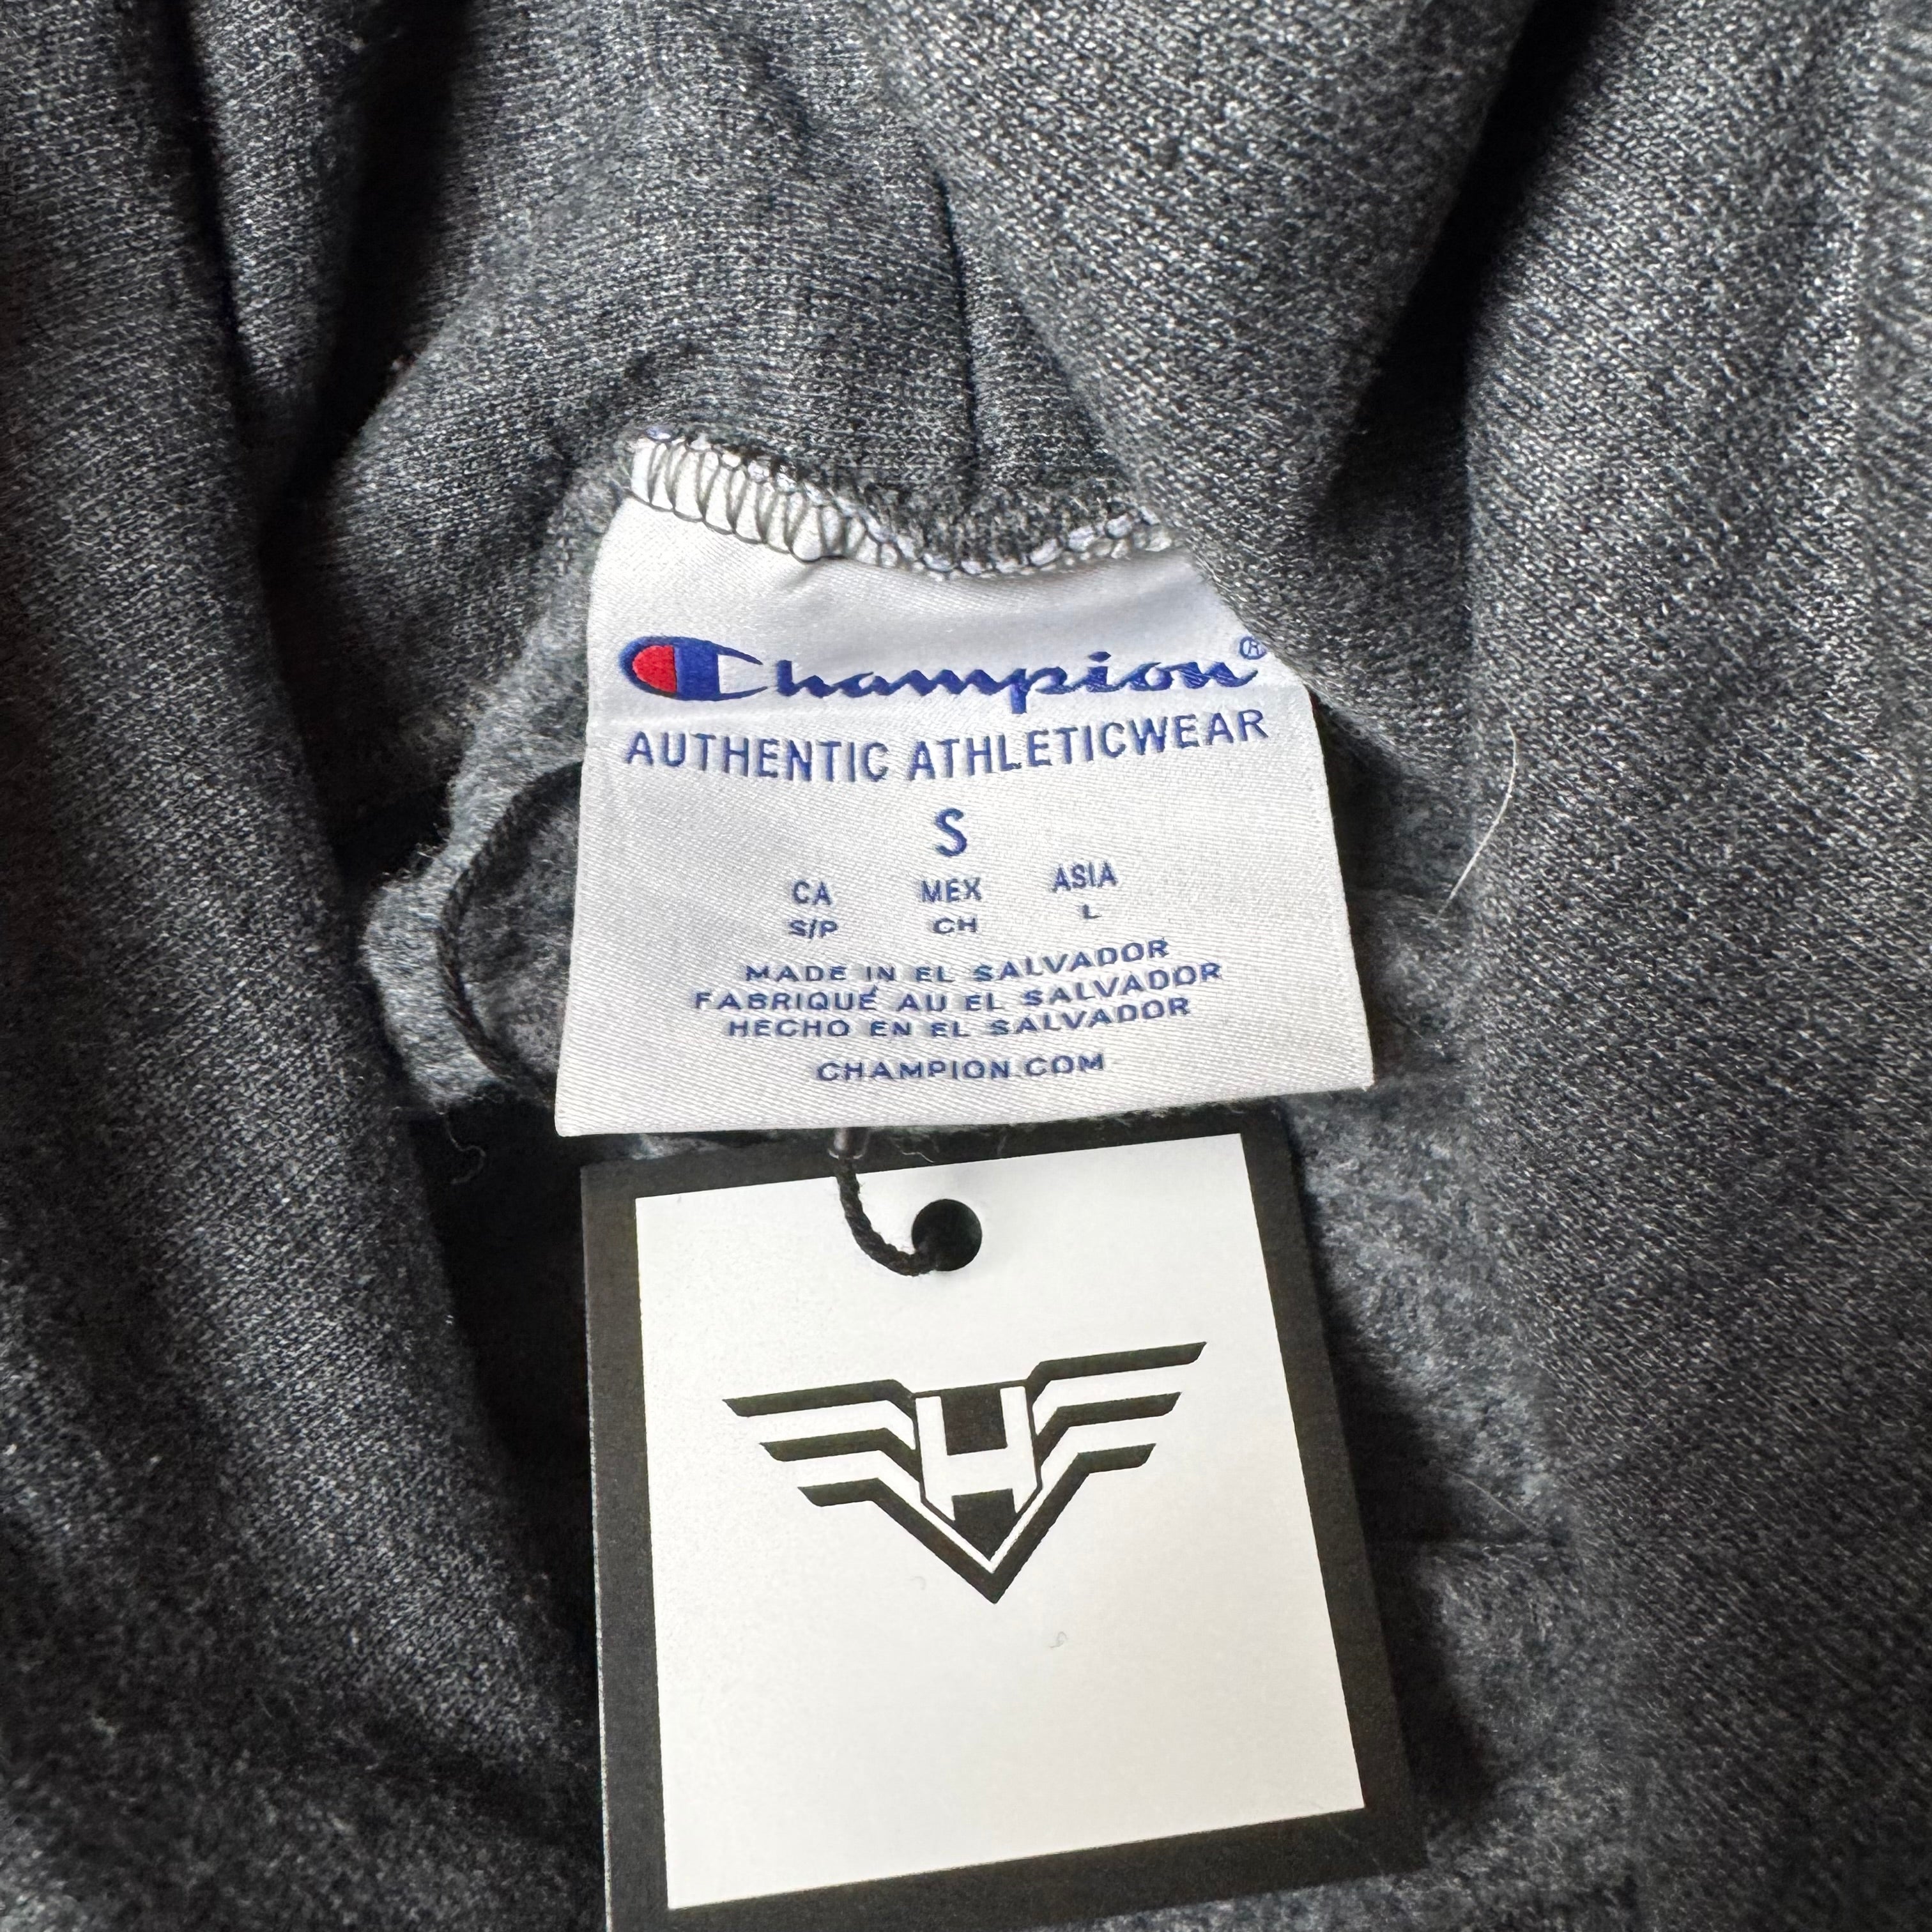 Champion®
AUTHENTIC ATHLETICWEAR
S
CA MEX ASIA
S/P CH L
MADE IN EL SALVADOR
FABRIQUÉ AU EL SALVADOR
HECHO EN EL SALVADOR
CHAMPION.COM
H